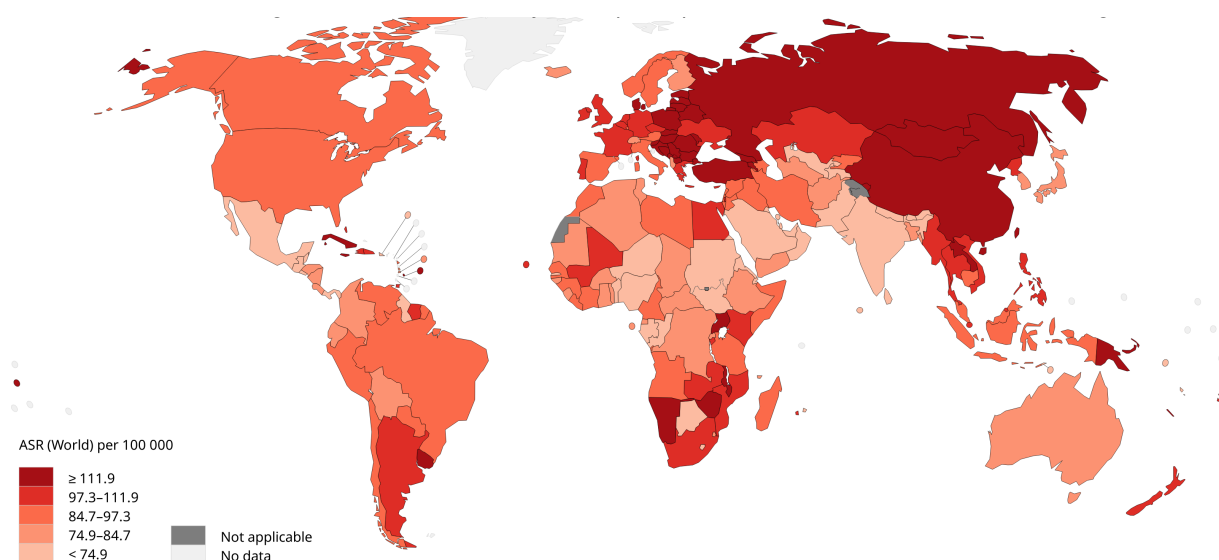 ASR (World) per 100 000
≥ 111.9
97.3–111.9
84.7–97.3
74.9–84.7
< 74.9
Not applicable
No data